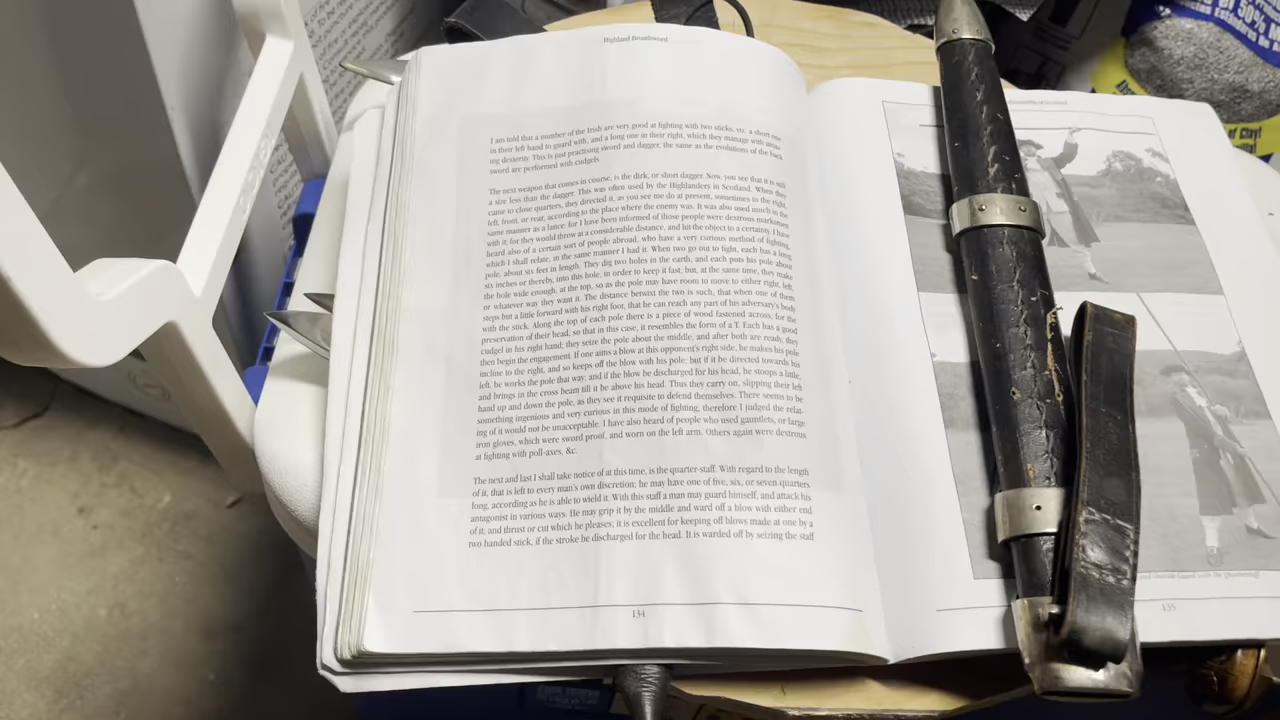 Highland Broadsword
I am told that a number of the Irish are very good at fighting with two sticks, viz. a short one
in their left hand to guard with, and a long one in their right, which they manage with amaz-
ing dexterity. This is just practising sword and dagger, the same as the evolutions of the back
sword are performed with cudgels.
The next weapon that comes in course, is the dirk, or short dagger. Now, you see that it is still
a size less than the dagger. This was often used by the Highlanders in Scotland. When they
came to close quarters, they directed it, as you see me do at present, sometimes to the right,
left, front, or rear, according to the place where the enemy was. It was also used much in the
same manner as a lance: for I have been informed of those people were dextrous marksmen
with it; for they would throw at a considerable distance, and hit the object to a certainty. I have
heard also of a certain sort of people abroad, who have a very curious method of fighting,
which I shall relate, in the same manner I had it. When two go out to fight, each has a long
pole, about six feet in length. They dig two holes in the earth, and each puts his pole about
six inches or thereby, into this hole, in order to keep it fast; but, at the same time, they make
the hole wide enough, at the top, so as the pole may have room to move to either right, left,
or whatever way they want it. The distance betwixt the two is such, that when one of them
steps but a little forward with his right foot, that he can reach any part of his adversary's body
with the stick. Along the top of each pole there is a piece of wood fastened across, for the
preservation of their head, so that in this case, it resembles the form of a T. Each has a good
cudgel in his right hand; they seize the pole about the middle, and after both are ready, they
then begin the engagement. If one aims a blow at this opponent's right side, he makes his pole
incline to the right, and so keeps off the blow with his pole; but if it be directed towards his
left, be works the pole that way; and if the blow be discharged for his head, he stoops a little,
and brings in the cross beam till it be above his head. Thus they carry on, slipping their left
hand up and down the pole, as they see it requisite to defend themselves. There seems to be
something ingenious and very curious in this mode of fighting, therefore I judged the relat-
ing of it would not be unacceptable. I have also heard of people who used gauntlets, or large
iron gloves, which were sword proof, and worn on the left arm. Others again were dextrous
at fighting with poll-axes, &c.
The next and last I shall take notice of at this time, is the quarter-staff. With regard to the length
of it, that is left to every man's own discretion; he may have one of five, six, or seven quarters
long, according as he is able to wield it. With this staff a man may guard himself, and attack his
antagonist in various ways. He may grip it by the middle and ward off a blow with either end
of it; and thrust or cut which he pleases; it is excellent for keeping off blows made at one by a
two handed stick, if the stroke be discharged for the head. It is warded off by seizing the staff
134
of Scotland
Outside Guard with the Quarterstaff
135
of 50%
of Clay!